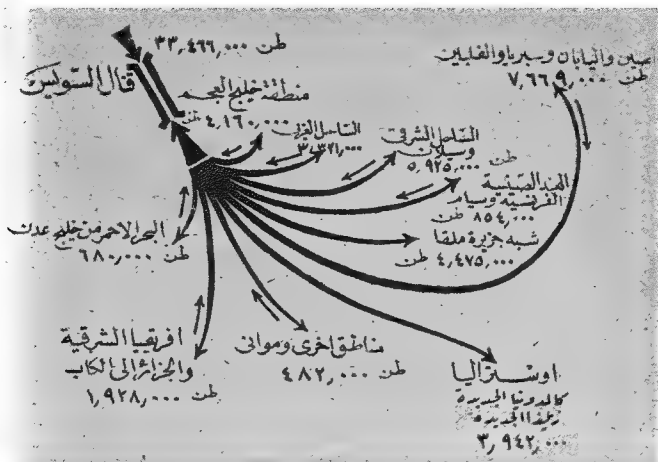 ٣٣,٤٦٦,٠٠٠ طن
قنال السويس
منطقة خليج العجم
٤,١٦٠,٠٠٠ طن
الساحل الغربي
صين واليابان وسيبريا والفلبين
٧,٦٦٩,٠٠٠ طن
الساحل الشرقي
وسيلان
٥,٩٢٥,٠٠٠ طن
الهند الصينية
الفرنسية وسيام
٨٥٤,٠٠٠ طن
شبه جزيرة ملقا
٤,٤٧٥,٠٠٠ طن
البحر الاحمر من خليج عدن
٦٨٠,٠٠٠ طن
افريقيا الشرقية
والجزائر الى الكاب
١,٩٢٨,٠٠٠ طن
مناطق اخرى وموانى
٤٨٢,٠٠٠ طن
اوستراليا
كالدونيا الجديدة
زيلندا الجديدة
٣,٩٤٢,٠٠٠